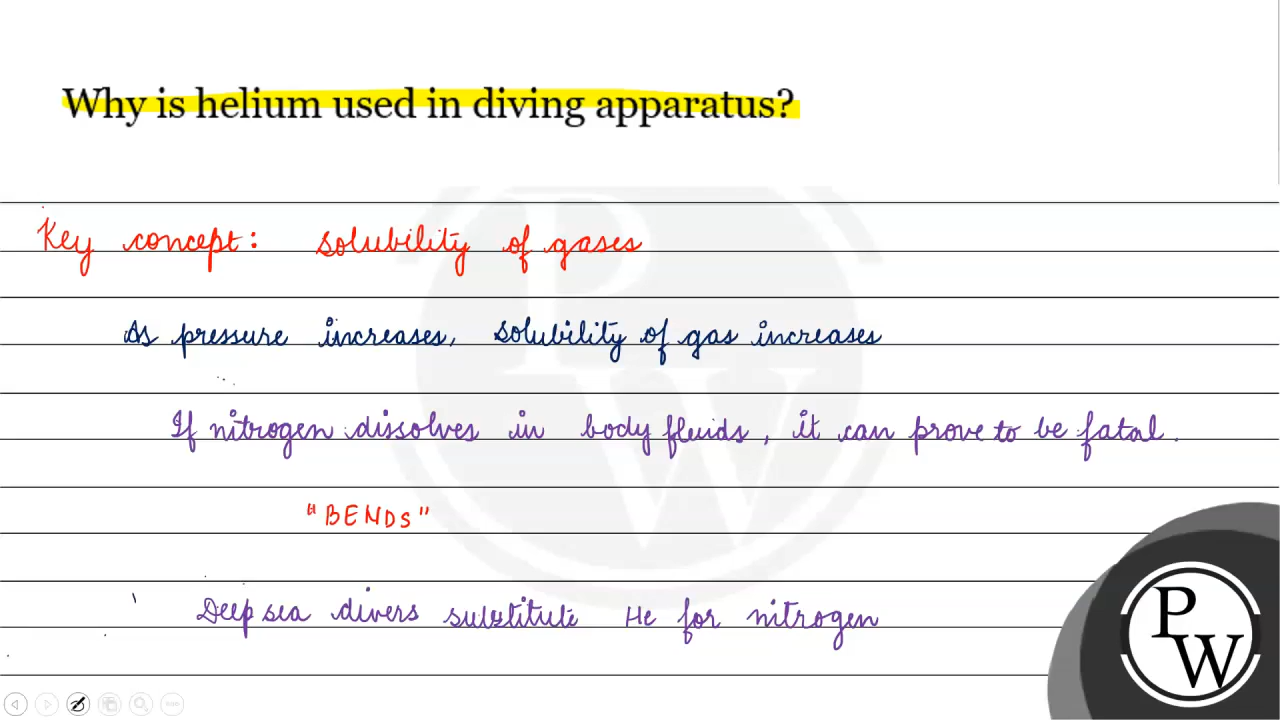 Why is helium used in diving apparatus?
Key concept: solubility of gases
As pressure increases, solubility of gas increases
If nitrogen dissolves in body fluids, it can prove to be fatal.
"BENDS"
Deep sea divers substitute He for nitrogen
P
W
P
W